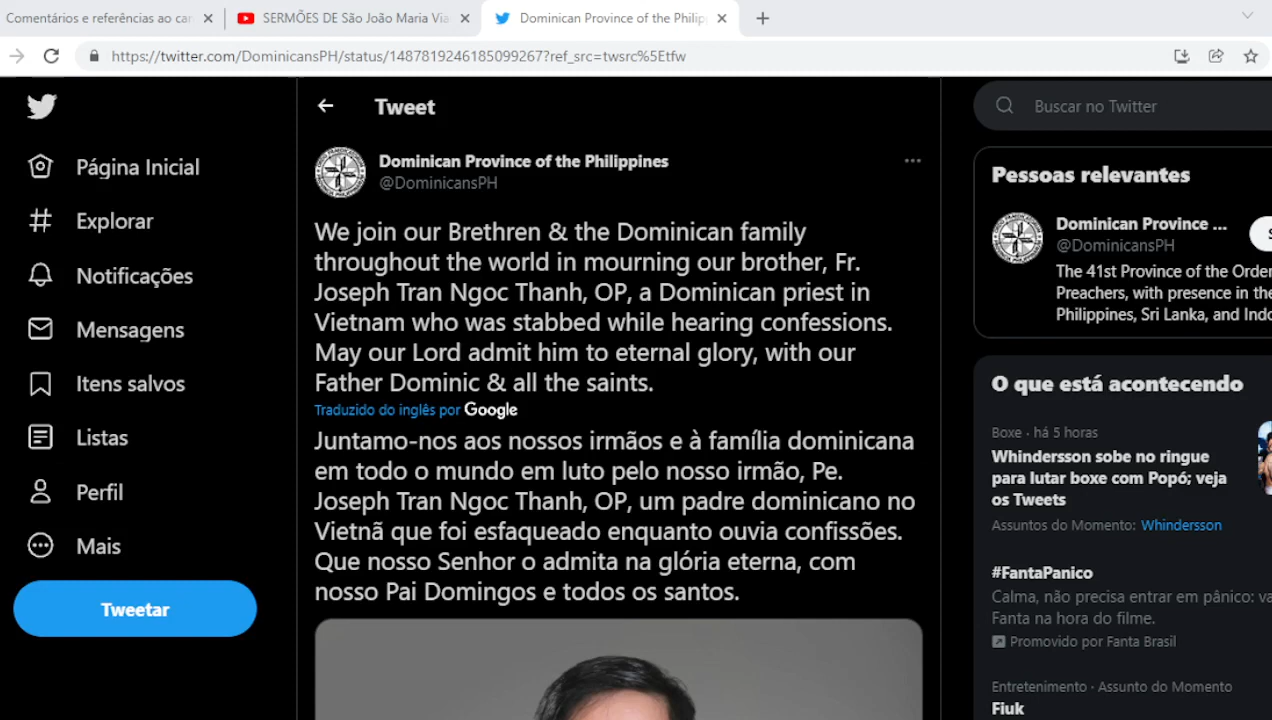 Comentários e referências ao car
SERMÕES DE São João Maria Via
Dominican Province of the Philip
https://twitter.com/DominicansPH/status/1487819246185099267?ref_src=twsrc%5Etfw
Página Inicial
Explorar
Notificações
Mensagens
Itens salvos
Listas
Perfil
Mais
Tweetar
Tweet
Dominican Province of the Philippines
@DominicansPH
We join our Brethren & the Dominican family
throughout the world in mourning our brother, Fr.
Joseph Tran Ngoc Thanh, OP, a Dominican priest in
Vietnam who was stabbed while hearing confessions.
May our Lord admit him to eternal glory, with our
Father Dominic & all the saints.
Traduzido do inglês por Google
Juntamo-nos aos nossos irmãos e à família dominicana
em todo o mundo em luto pelo nosso irmão, Pe.
Joseph Tran Ngoc Thanh, OP, um padre dominicano no
Vietnã que foi esfaqueado enquanto ouvia confissões.
Que nosso Senhor o admita na glória eterna, com
nosso Pai Domingos e todos os santos.
Buscar no Twitter
Pessoas relevantes
Dominican Province ...
@DominicansPH
The 41st Province of the Order
Preachers, with presence in the
Philippines, Sri Lanka, and Indo
O que está acontecendo
Boxe · há 5 horas
Whindersson sobe no ringue
para lutar boxe com Popó; veja
os Tweets
Assuntos do Momento: Whindersson
#FantaPanico
Calma, não precisa entrar em pânico: va
Fanta na hora do filme.
Promovido por Fanta Brasil
Entretenimento · Assunto do Momento
Fiuk